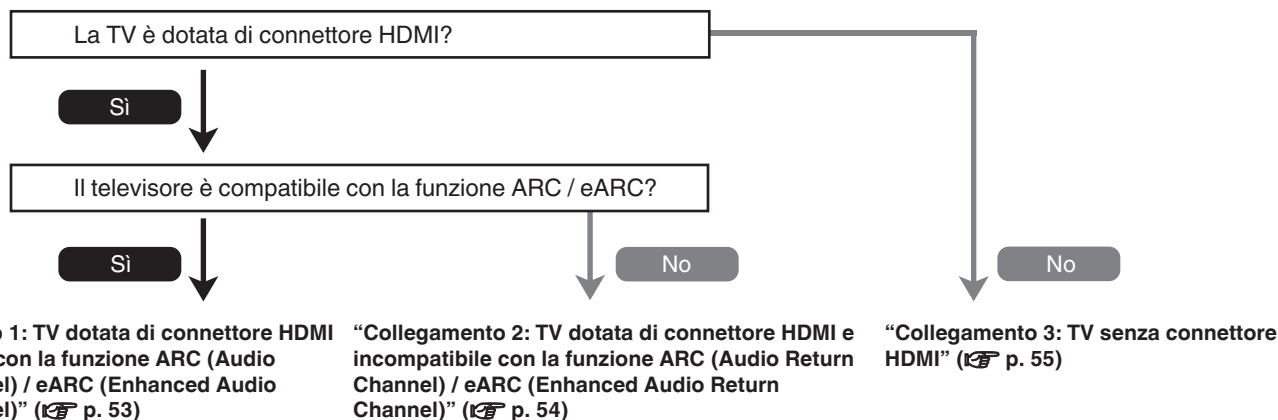 La TV è dotata di connettore HDMI?
Sì
Il televisore è compatibile con la funzione ARC / eARC?
Sì
No
No
o 1: TV dotata di connettore HDMI
con la funzione ARC (Audio
el) / eARC (Enhanced Audio
el)” (p. 53)
“Collegamento 2: TV dotata di connettore HDMI e
incompatibile con la funzione ARC (Audio Return
Channel) / eARC (Enhanced Audio Return
Channel)” (p. 54)
“Collegamento 3: TV senza connettore
HDMI” (p. 55)